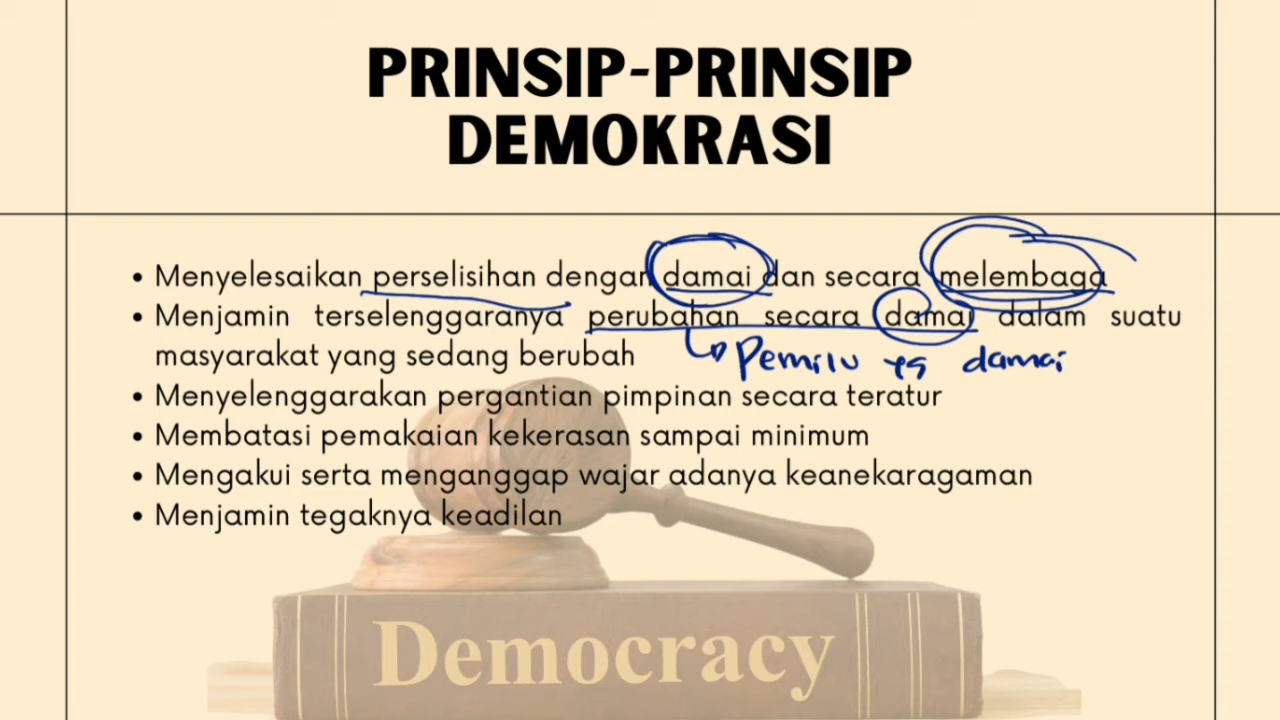 PRINSIP-PRINSIP
DEMOKRASI
• Menyelesaikan perselisihan dengan damai dan secara melembaga
• Menjamin terselenggaranya perubahan secara damai dalam suatu
masyarakat yang sedang berubah
Pemilu yg damai
• Menyelenggarakan pergantian pimpinan secara teratur
• Membatasi pemakaian kekerasan sampai minimum
• Mengakui serta menganggap wajar adanya keanekaragaman
• Menjamin tegaknya keadilan
Democracy